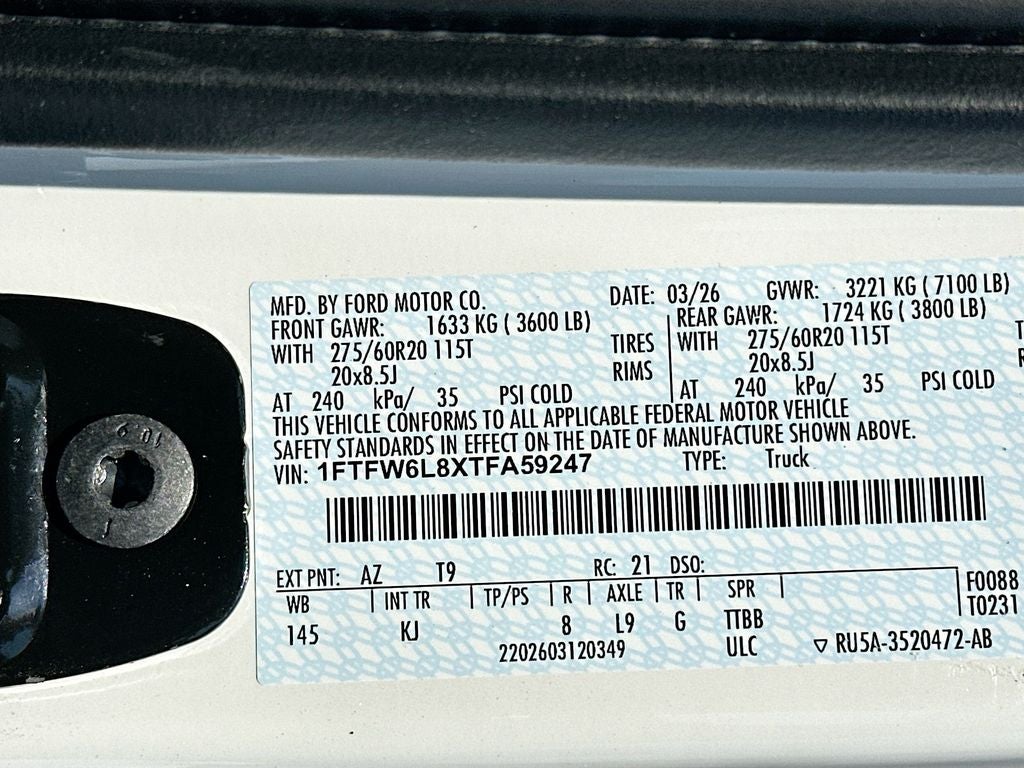 MFD. BY FORD MOTOR CO. DATE: 03/26 GVWR: 3221 KG ( 7100 LB)
FRONT GAWR: 1633 KG ( 3600 LB) REAR GAWR: 1724 KG ( 3800 LB)
WITH 275/60R20 115T TIRES WITH 275/60R20 115T
20x8.5J RIMS 20x8.5J
AT 240 kPa/ 35 PSI COLD AT 240 kPa/ 35 PSI COLD
THIS VEHICLE CONFORMS TO ALL APPLICABLE FEDERAL MOTOR VEHICLE
SAFETY STANDARDS IN EFFECT ON THE DATE OF MANUFACTURE SHOWN ABOVE.
VIN: 1FTFW6L8XTFA59247 TYPE: Truck
EXT PNT: AZ T9 RC: 21 DSO:
WB INT TR TP/PS R AXLE TR SPR F0088
145 KJ 8 L9 G TTBB T0231
2202603120349 ULC ▽ RU5A-3520472-AB
10.9